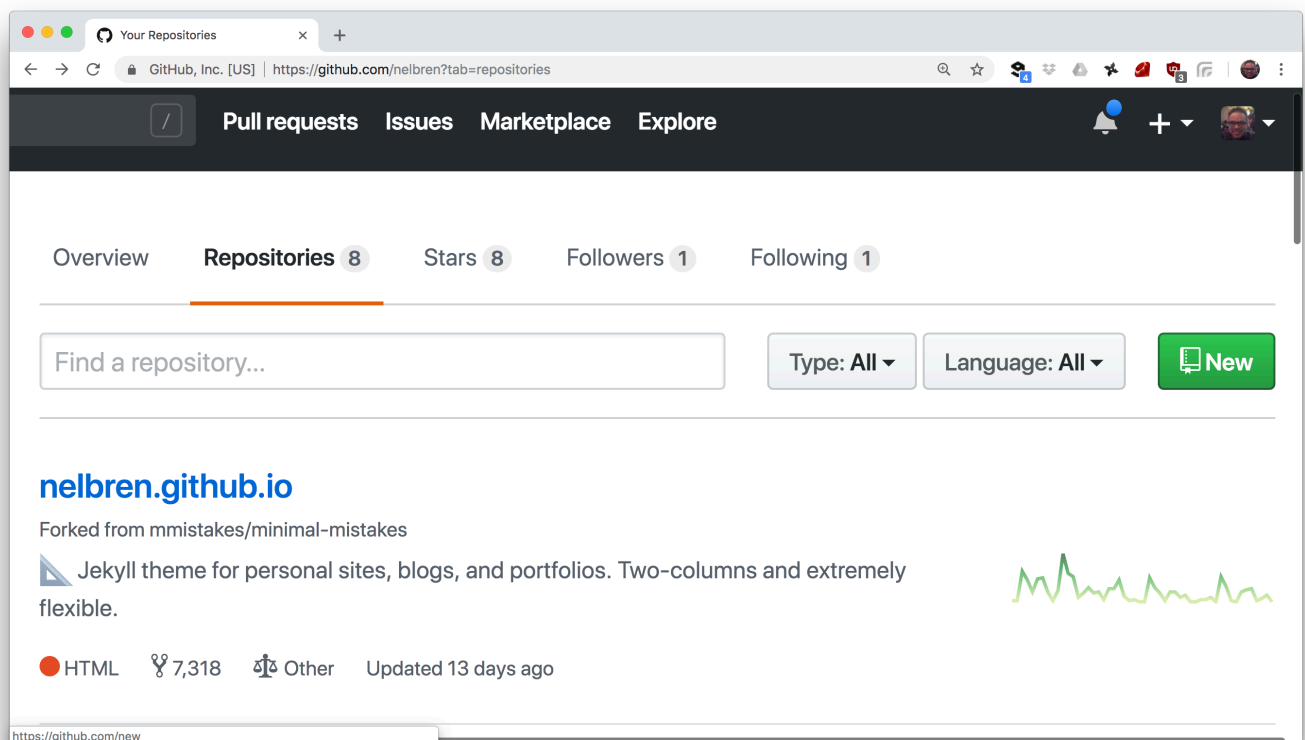 Your Repositories
GitHub, Inc. [US] | https://github.com/nelbren?tab=repositories
4
3
/
Pull requests Issues Marketplace Explore
Overview Repositories 8 Stars 8 Followers 1 Following 1
Find a repository... Type: All Language: All New
nelbren.github.io
Forked from mmistakes/minimal-mistakes
Jekyll theme for personal sites, blogs, and portfolios. Two-columns and extremely
flexible.
HTML 7,318 Other Updated 13 days ago
https://github.com/new